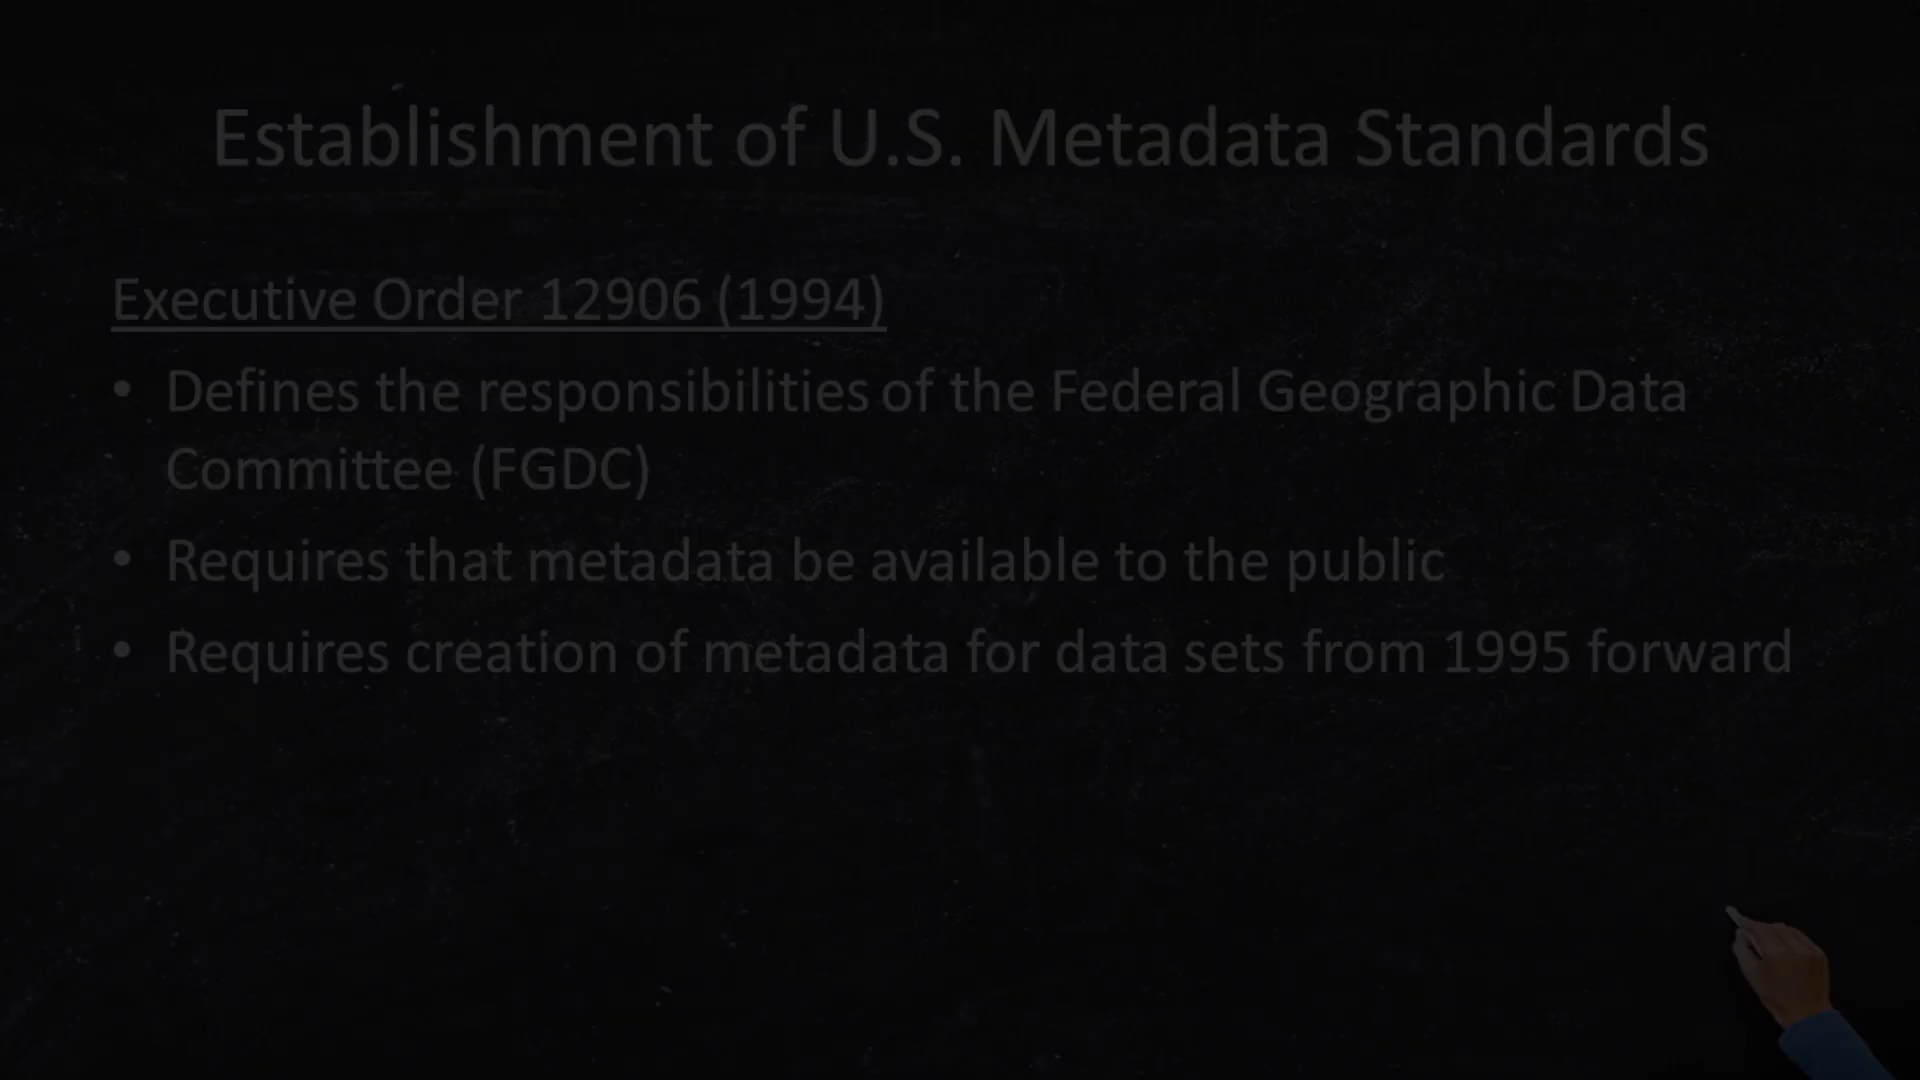 Establishment of U.S. Metadata Standards
Executive Order 12906 (1994)
• Defines the responsibilities of the Federal Geographic Data
Committee (FGDC)
• Requires that metadata be available to the public
• Requires creation of metadata for data sets from 1995 forward